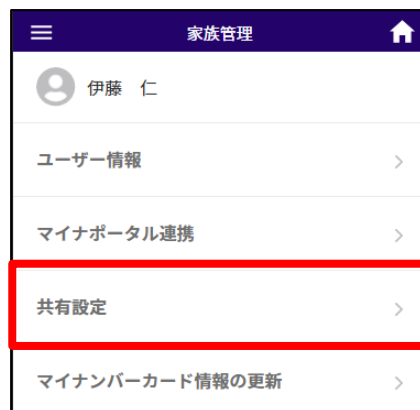 家族管理
伊藤　仁
ユーザー情報
マイナポータル連携
共有設定
マイナンバーカード情報の更新